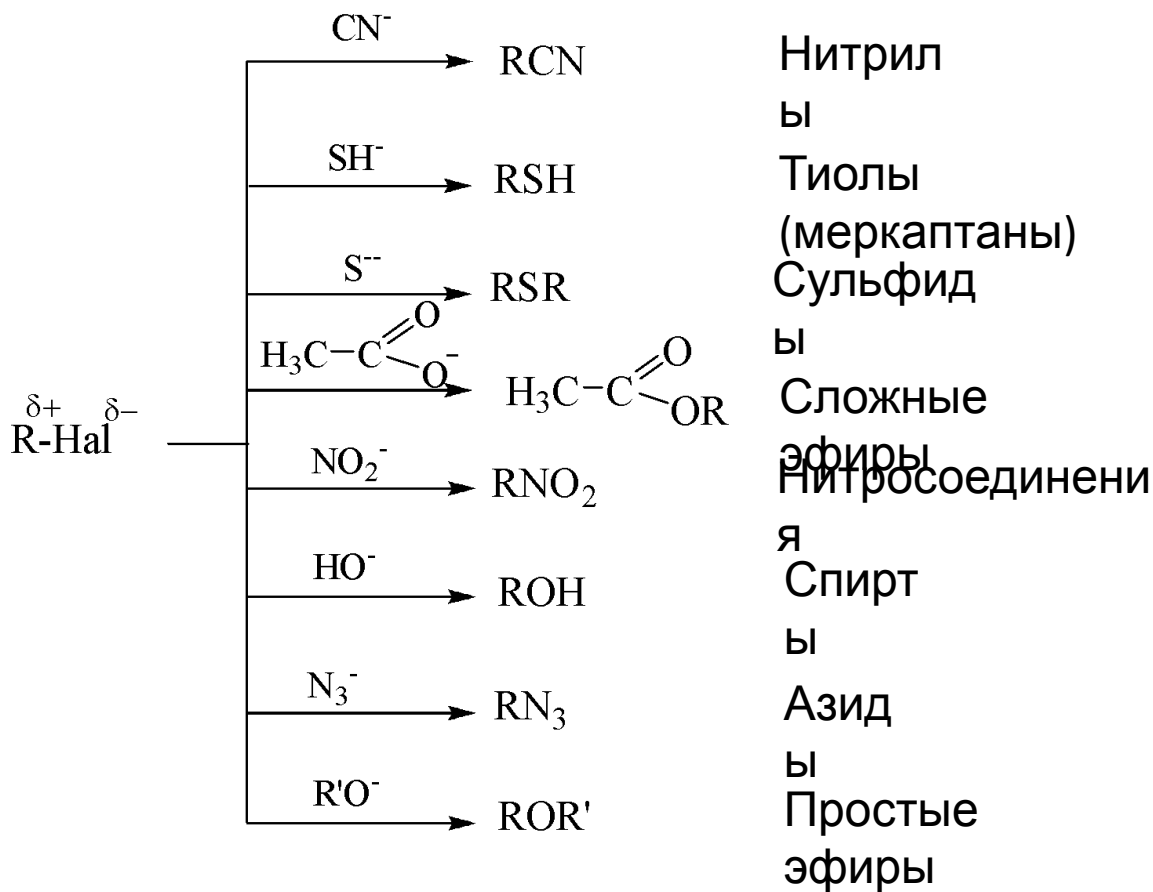 CN⁻
RCN
Нитрил
ы
SH⁻
RSH
Тиолы
(меркаптаны)
S⁻⁻
RSR
Сульфид
ы
H₃C-C=O
O⁻
H₃C-C=O
OR
Сложные
эфиры
δ+ δ−
R-Hal
NO₂⁻
RNO₂
Нитросоединени
я
HO⁻
ROH
Спирт
ы
N₃⁻
RN₃
Азид
ы
R'O⁻
ROR'
Простые
эфиры